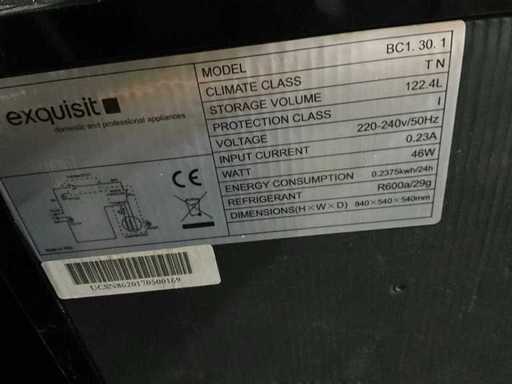 exquisit
domestic and professional appliances
MODEL BC1. 30. 1
CLIMATE CLASS T N
STORAGE VOLUME 122.4L
PROTECTION CLASS I
VOLTAGE 220-240v/50Hz
INPUT CURRENT 0.23A
WATT 46W
ENERGY CONSUMPTION 0.2375kwh/24h
REFRIGERANT R600a/29g
DIMENSIONS(H×W×D) 840×540×540mm
CE